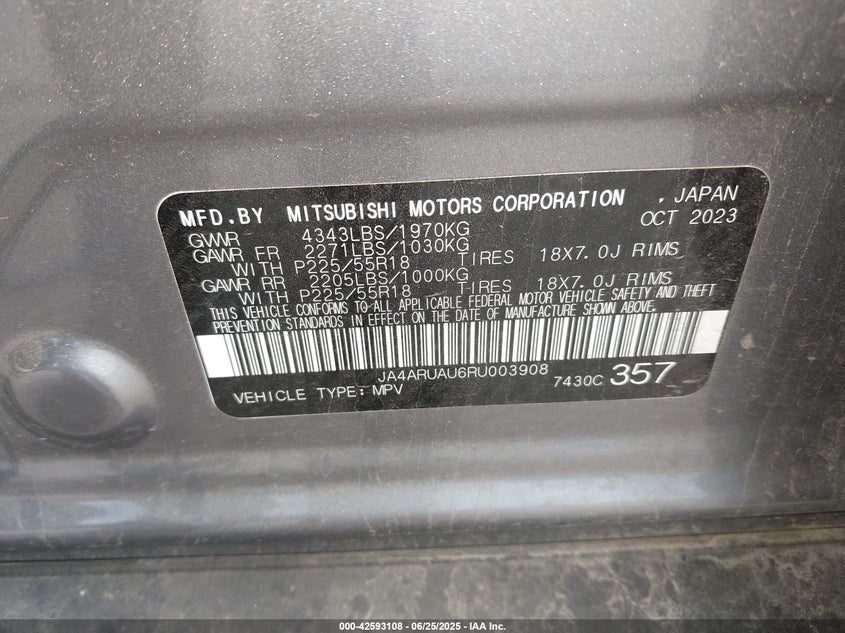 MFD.BY MITSUBISHI MOTORS CORPORATION , JAPAN
OCT 2023
GVWR 4343LBS/1970KG
GAWR FR 2271LBS/1030KG
WITH P225/55R18 TIRES 18X7.0J RIMS
GAWR RR 2205LBS/1000KG
WITH P225/55R18 TIRES 18X7.0J RIMS
THIS VEHICLE CONFORMS TO ALL APPLICABLE FEDERAL MOTOR VEHICLE SAFETY AND THEFT
PREVENTION STANDARDS IN EFFECT ON THE DATE OF MANUFACTURE SHOWN ABOVE.
JA4ARUAU6RU003908
VEHICLE TYPE: MPV 7430C 357
000-42593108 - 06/25/2025 - IAA Inc.